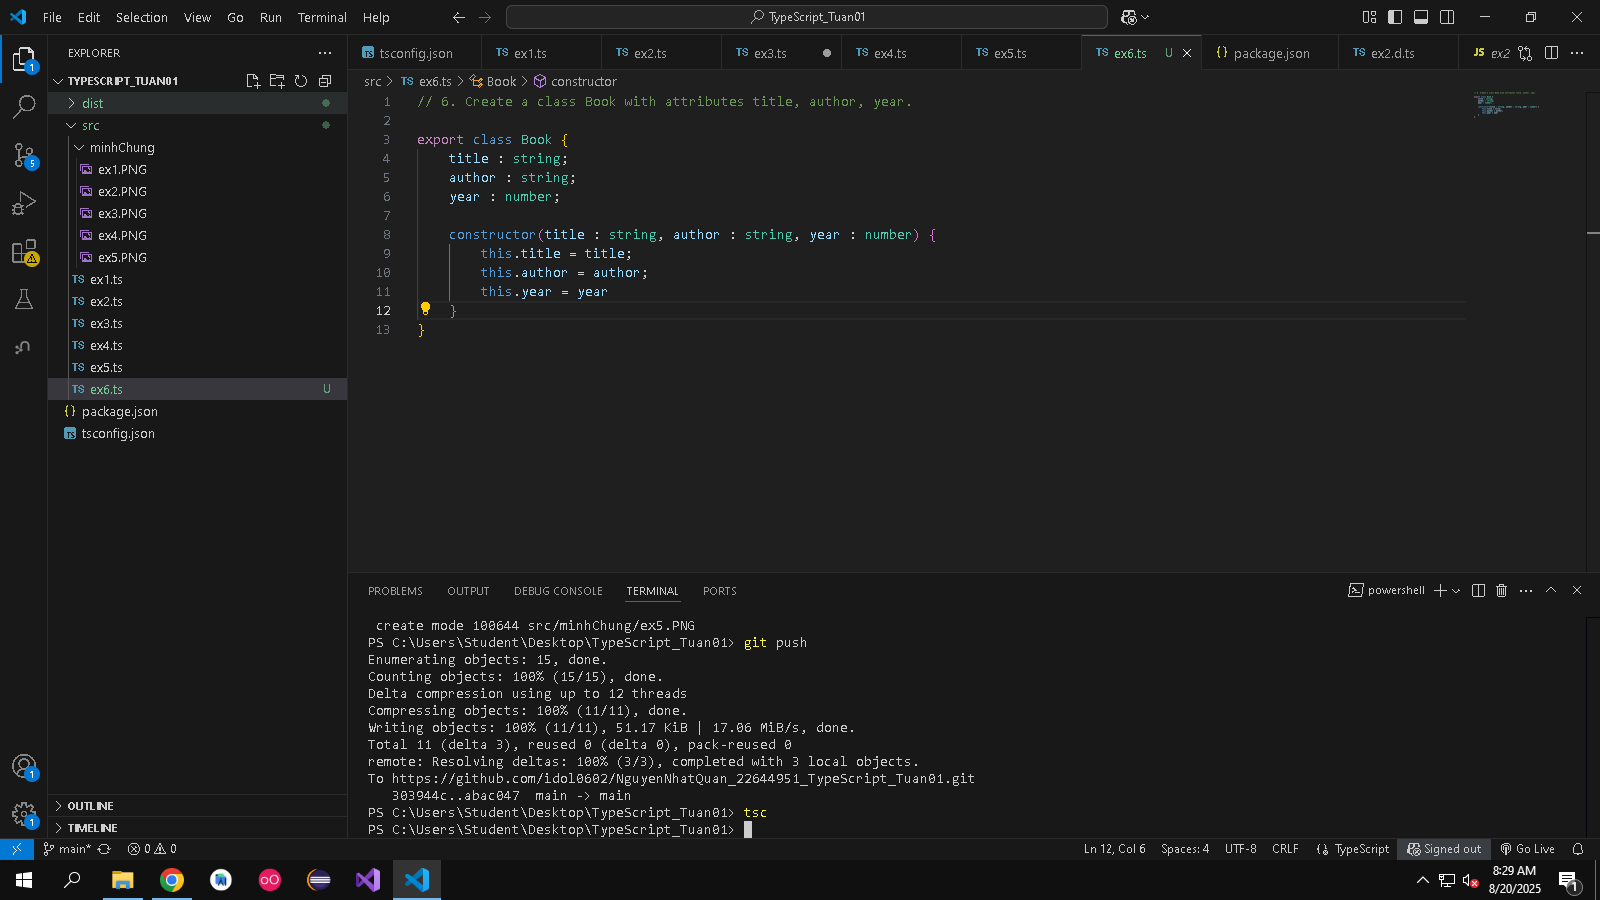 File Edit Selection View Go Run Terminal Help
TypeScript_Tuan01
EXPLORER
TYPESCRIPT_TUAN01
dist
src
minhChung
ex1.PNG
ex2.PNG
ex3.PNG
ex4.PNG
ex5.PNG
TS ex1.ts
TS ex2.ts
TS ex3.ts
TS ex4.ts
TS ex5.ts
TS ex6.ts U
{} package.json
TS tsconfig.json
OUTLINE
TIMELINE
TS tsconfig.json TS ex1.ts TS ex2.ts TS ex3.ts TS ex4.ts TS ex5.ts TS ex6.ts U {} package.json TS ex2.d.ts JS ex2
src > TS ex6.ts > Book > constructor
1 // 6. Create a class Book with attributes title, author, year.
2
3 export class Book {
4 title : string;
5 author : string;
6 year : number;
7
8 constructor(title : string, author : string, year : number) {
9 this.title = title;
10 this.author = author;
11 this.year = year
12 }
13 }
PROBLEMS OUTPUT DEBUG CONSOLE TERMINAL PORTS
powershell
create mode 100644 src/minhChung/ex5.PNG
PS C:\Users\Student\Desktop\TypeScript_Tuan01> git push
Enumerating objects: 15, done.
Counting objects: 100% (15/15), done.
Delta compression using up to 12 threads
Compressing objects: 100% (11/11), done.
Writing objects: 100% (11/11), 51.17 KiB | 17.06 MiB/s, done.
Total 11 (delta 3), reused 0 (delta 0), pack-reused 0
remote: Resolving deltas: 100% (3/3), completed with 3 local objects.
To https://github.com/idol0602/NguyenNhatQuan_22644951_TypeScript_Tuan01.git
303944c..abac047 main -> main
PS C:\Users\Student\Desktop\TypeScript_Tuan01> tsc
PS C:\Users\Student\Desktop\TypeScript_Tuan01>
1
5
1
1
main* 0 0
Ln 12, Col 6 Spaces: 4 UTF-8 CRLF TypeScript Signed out Go Live
8:29 AM
8/20/2025
1